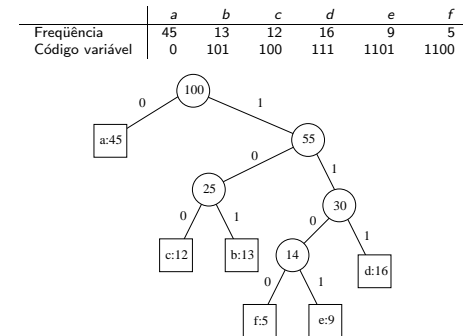 a b c d e f
Freqüência 45 13 12 16 9 5
Código variável 0 101 100 111 1101 1100
100
0 1
a:45 55
0 1
25 30
0 1 0 1
c:12 b:13 14 d:16
0 1
f:5 e:9